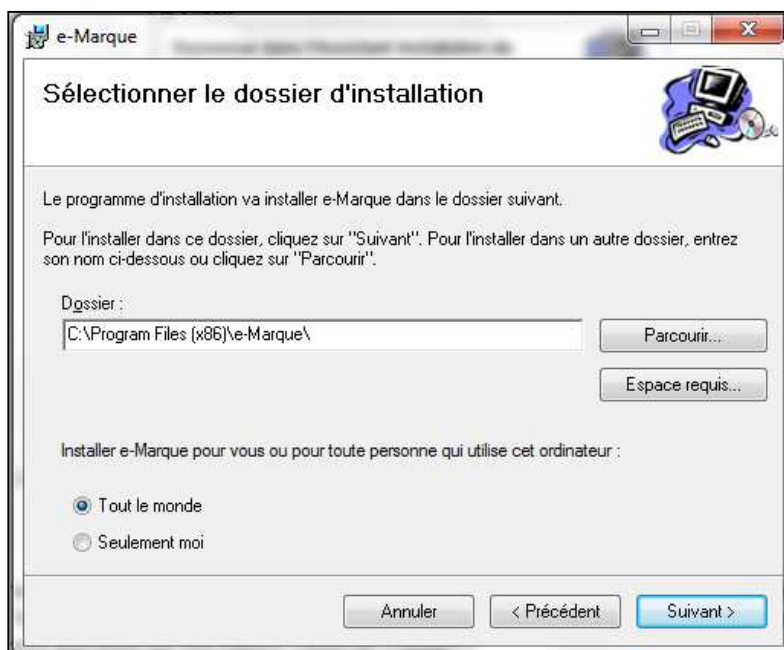 e-Marque
Sélectionner le dossier d'installation
Le programme d'installation va installer e-Marque dans le dossier suivant.
Pour l'installer dans ce dossier, cliquez sur "Suivant". Pour l'installer dans un autre dossier, entrez
son nom ci-dessous ou cliquez sur "Parcourir".
Dossier :
C:\Program Files (x86)\e-Marque\
Parcourir...
Espace requis...
Installer e-Marque pour vous ou pour toute personne qui utilise cet ordinateur :
Tout le monde
Seulement moi
Annuler
< Précédent
Suivant >